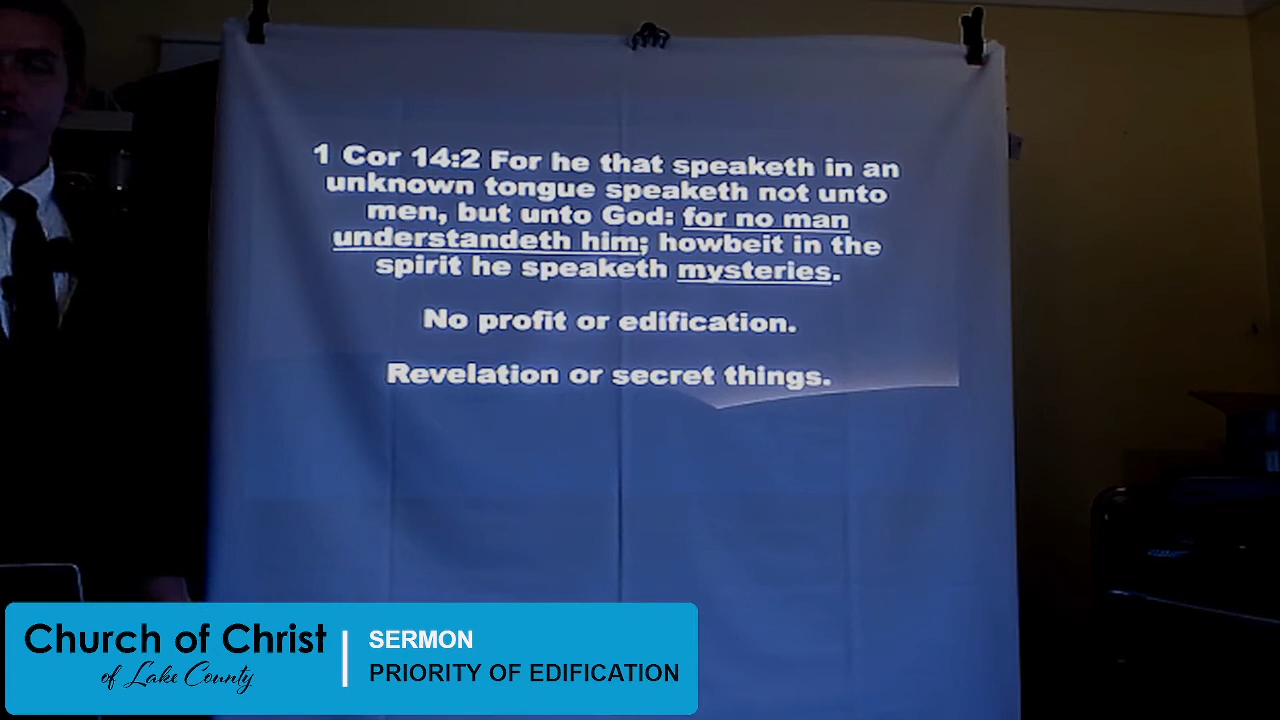 1 Cor 14:2 For he that speaketh in an
unknown tongue speaketh not unto
men, but unto God: for no man
understandeth him; howbeit in the
spirit he speaketh mysteries.
No profit or edification.
Revelation or secret things.
Church of Christ
of Lake County
SERMON
PRIORITY OF EDIFICATION